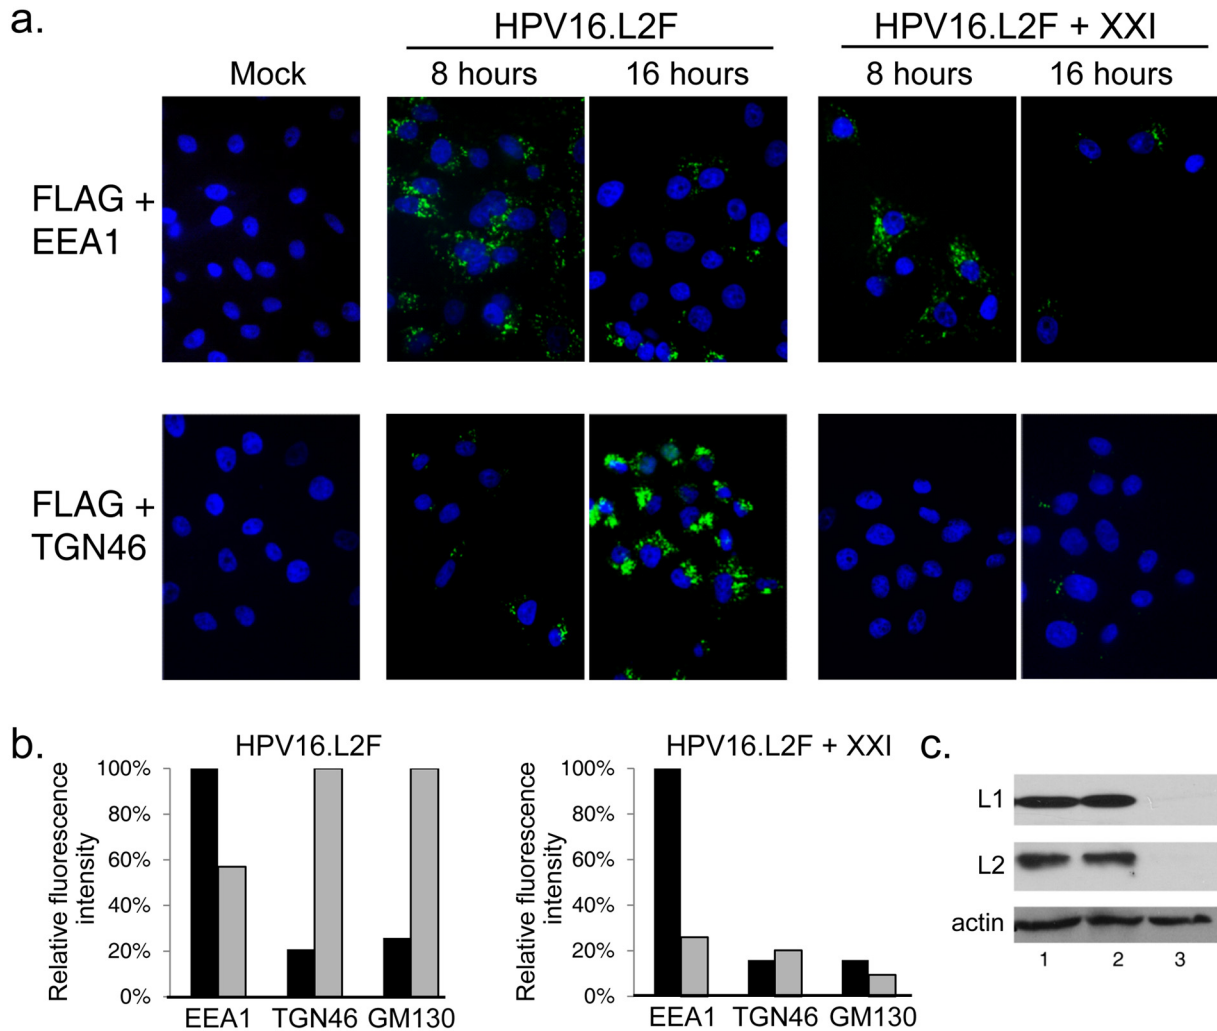 a.
HPV16.L2F
HPV16.L2F + XXI
Mock
8 hours
16 hours
8 hours
16 hours
FLAG +
EEA1
FLAG +
TGN46
b.
HPV16.L2F
Relative fluorescence
intensity
100%
80%
60%
40%
20%
0%
EEA1
TGN46
GM130
HPV16.L2F + XXI
Relative fluorescence
intensity
100%
80%
60%
40%
20%
0%
EEA1
TGN46
GM130
c.
L1
L2
actin
1
2
3